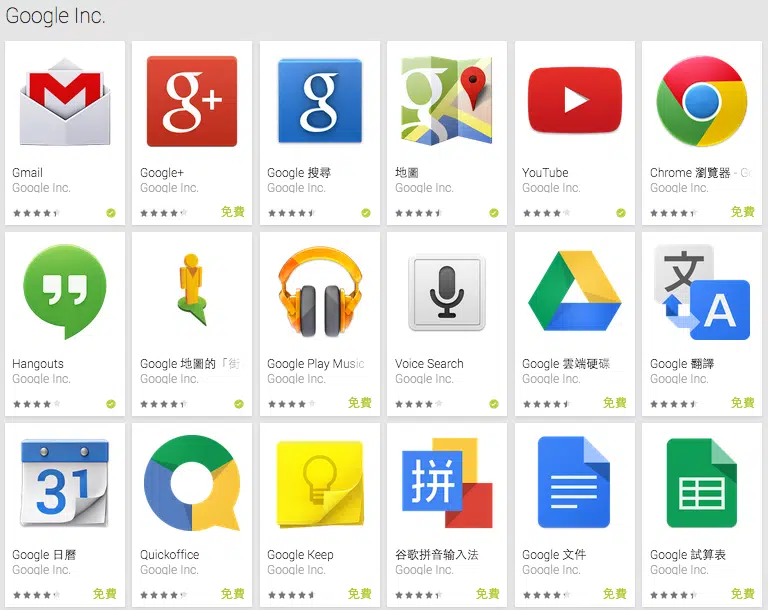 Google Inc.
g+
g
g
Gmail
Google Inc.
Google+
Google Inc.
免費
Google 搜尋
Google Inc.
地圖
Google Inc.
YouTube
Google Inc.
Chrome 瀏覽器 - Go
Google Inc.
免費
文
A
Hangouts
Google Inc.
Google 地圖的「街
Google Inc.
Google Play Music
Google Inc.
免費
Voice Search
Google Inc.
Google 雲端硬碟
Google Inc.
免費
Google 翻譯
Google Inc.
免費
31
拼
Google 日曆
Google Inc.
免費
Quickoffice
Google Inc.
免費
Google Keep
Google Inc.
免費
谷歌拼音输入法
Google Inc.
免費
Google 文件
Google Inc.
免費
Google 試算表
Google Inc.
免費